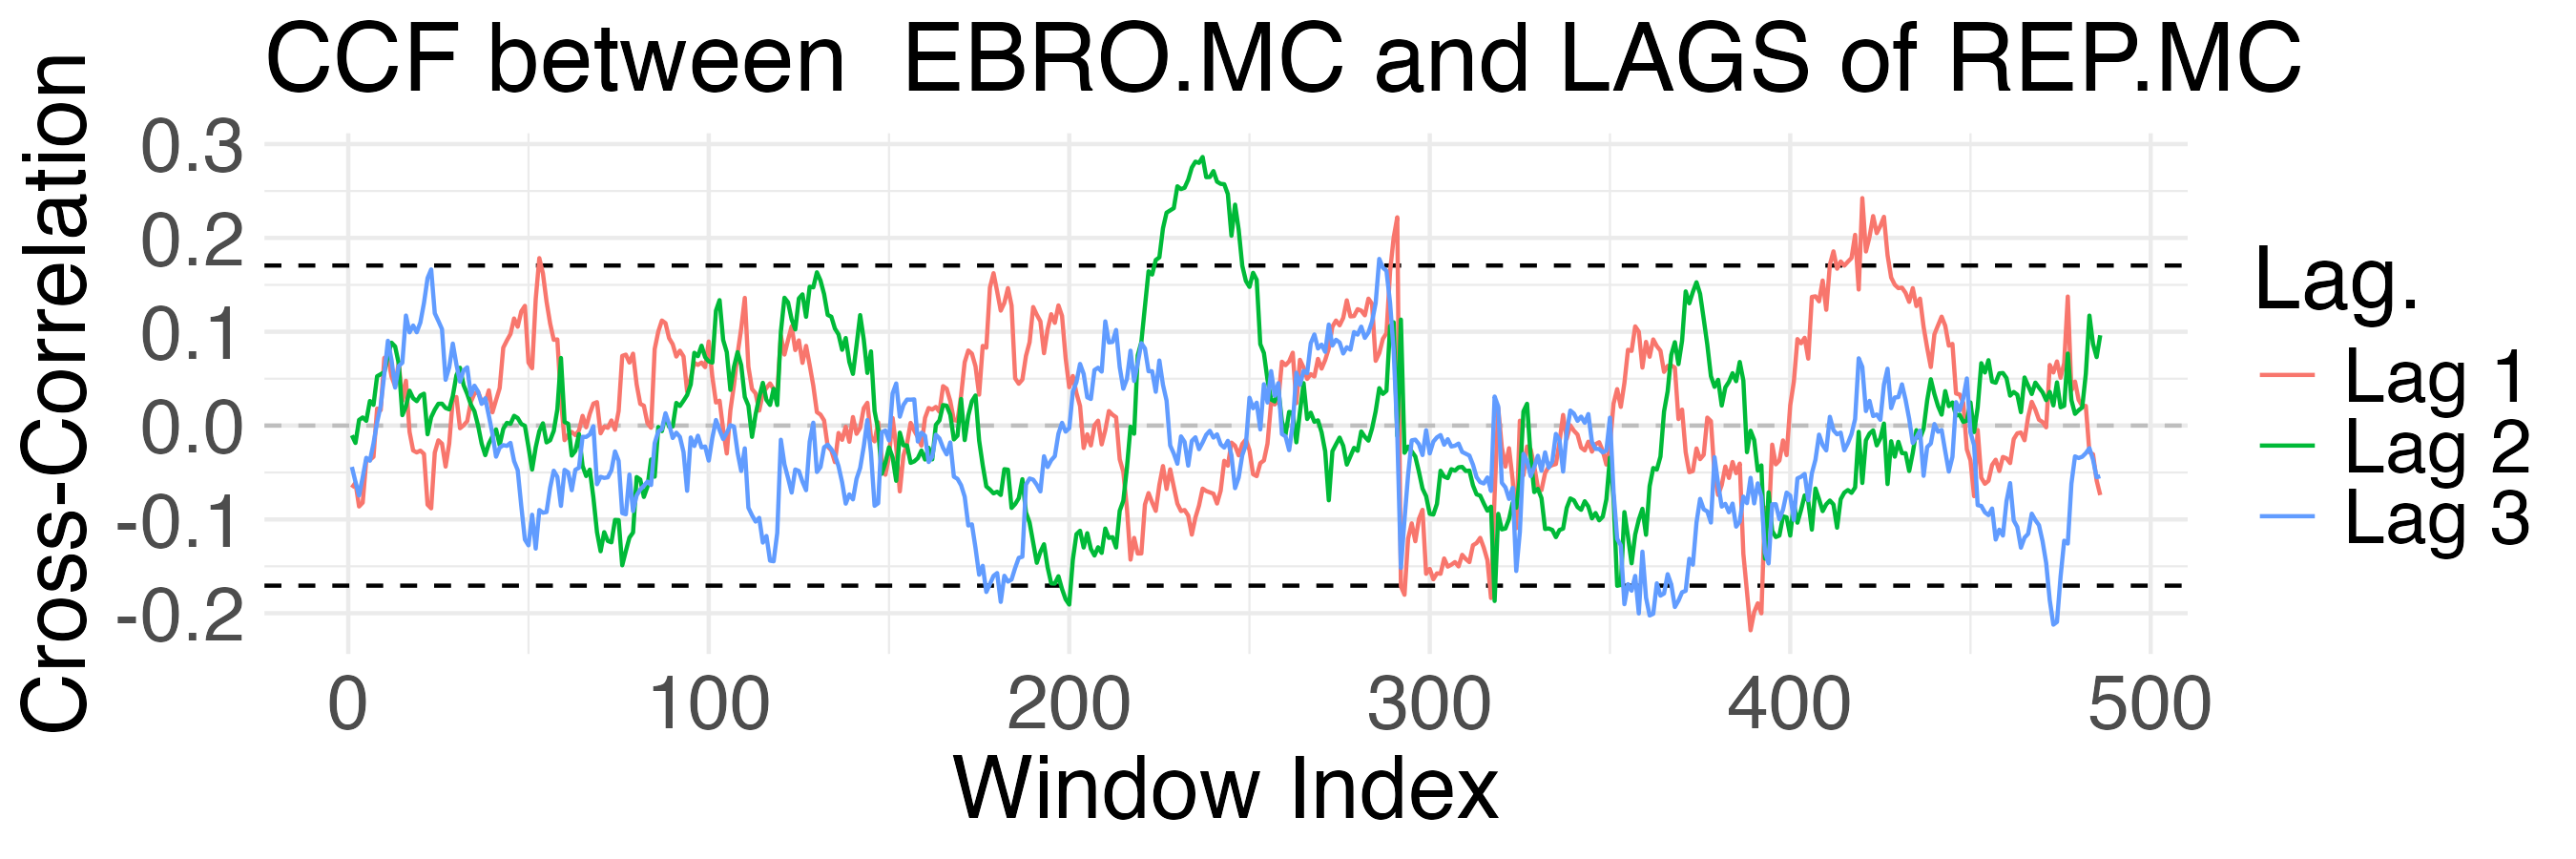 CCF between  EBRO.MC and LAGS of REP.MC
Cross-Correlation
0.3
0.2
0.1
0.0
-0.1
-0.2
0 100 200 300 400 500
Window Index
Lag.
Lag 1
Lag 2
Lag 3